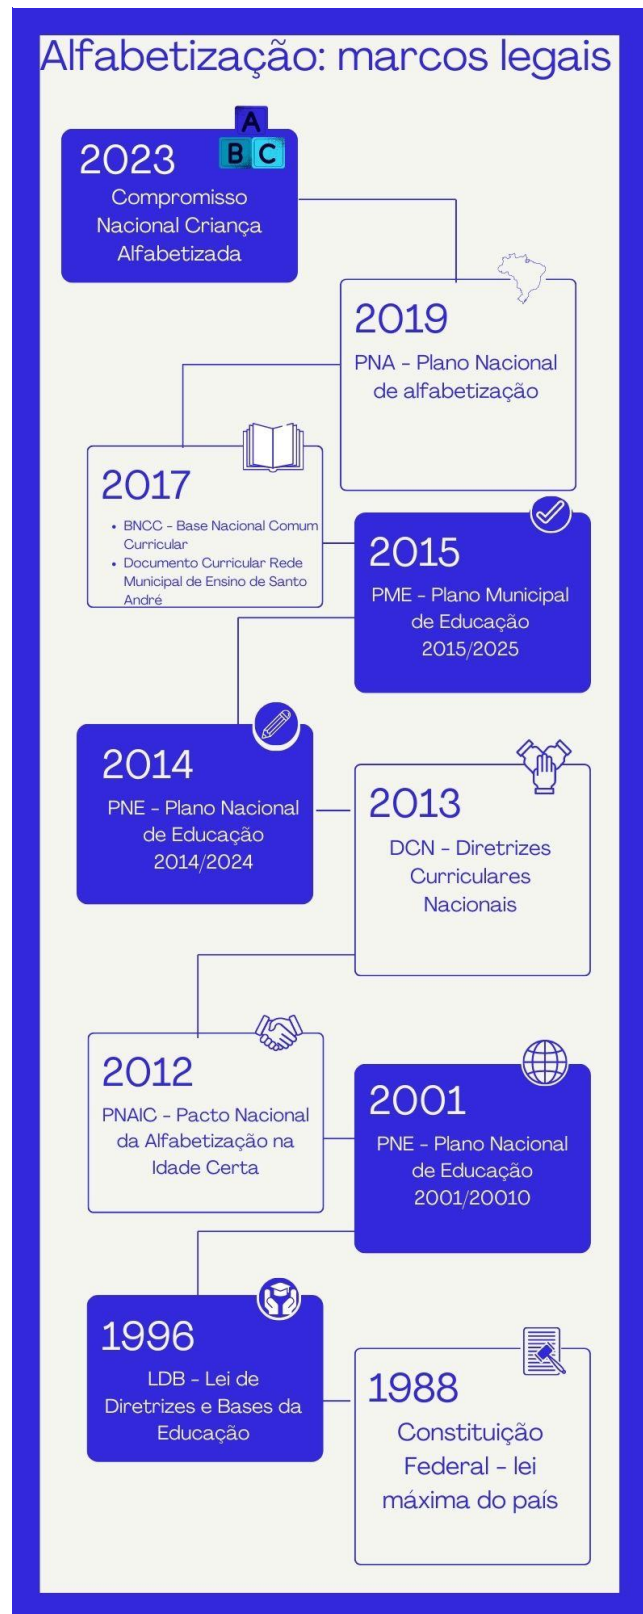 Alfabetização: marcos legais
A
B C
2023
Compromisso
Nacional Criança
Alfabetizada
2019
PNA - Plano Nacional
de alfabetização
2017
• BNCC - Base Nacional Comum
Curricular
• Documento Curricular Rede
Municipal de Ensino de Santo
André
2015
PME - Plano Municipal
de Educação
2015/2025
2014
PNE - Plano Nacional
de Educação
2014/2024
2013
DCN - Diretrizes
Curriculares
Nacionais
2012
PNAIC - Pacto Nacional
da Alfabetização na
Idade Certa
2001
PNE - Plano Nacional
de Educação
2001/20010
1996
LDB - Lei de
Diretrizes e Bases da
Educação
1988
Constituição
Federal - lei
máxima do país